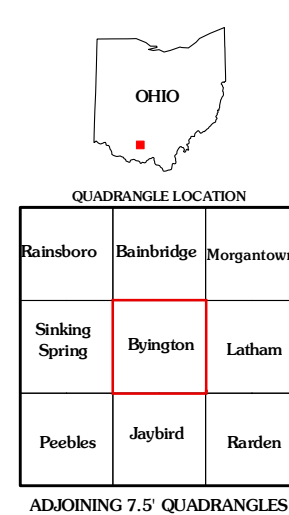 OHIO
QUADRANGLE LOCATION
Rainsboro Bainbridge Morgantown
Sinking Spring Byington Latham
Peebles Jaybird Rarden
ADJOINING 7.5' QUADRANGLES